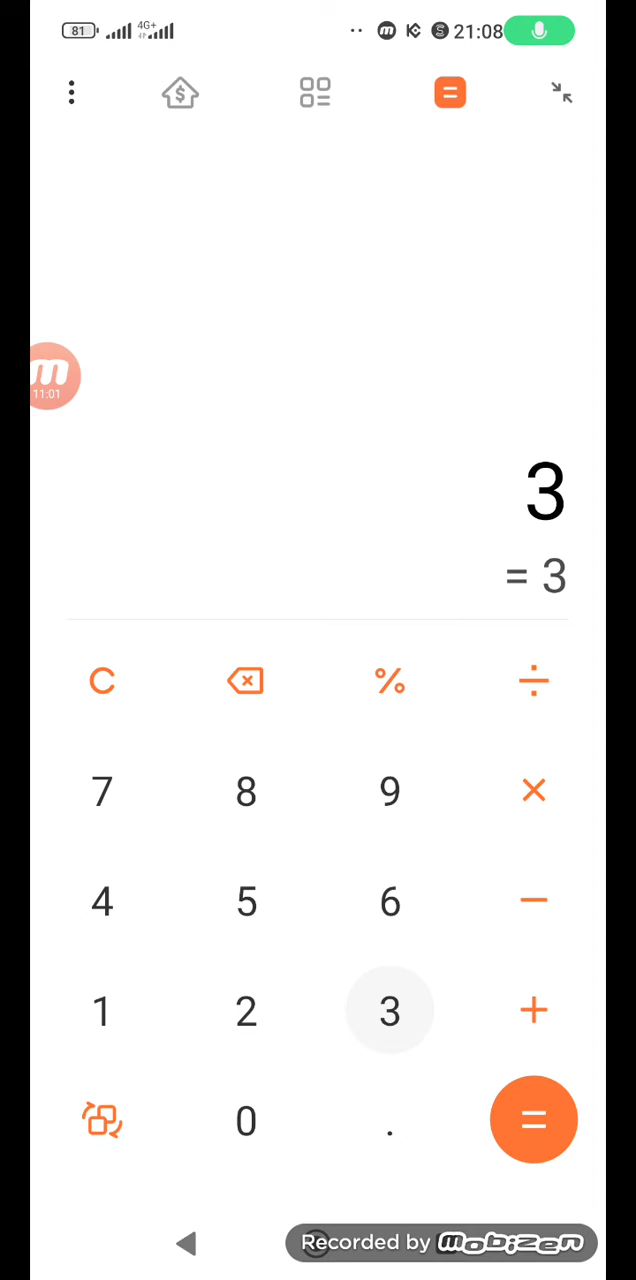 81 4G+ 21:08
m
11:01
3
= 3
C % ÷
7 8 9 ×
4 5 6 −
1 2 3 +
0 . =
Recorded by mobizen